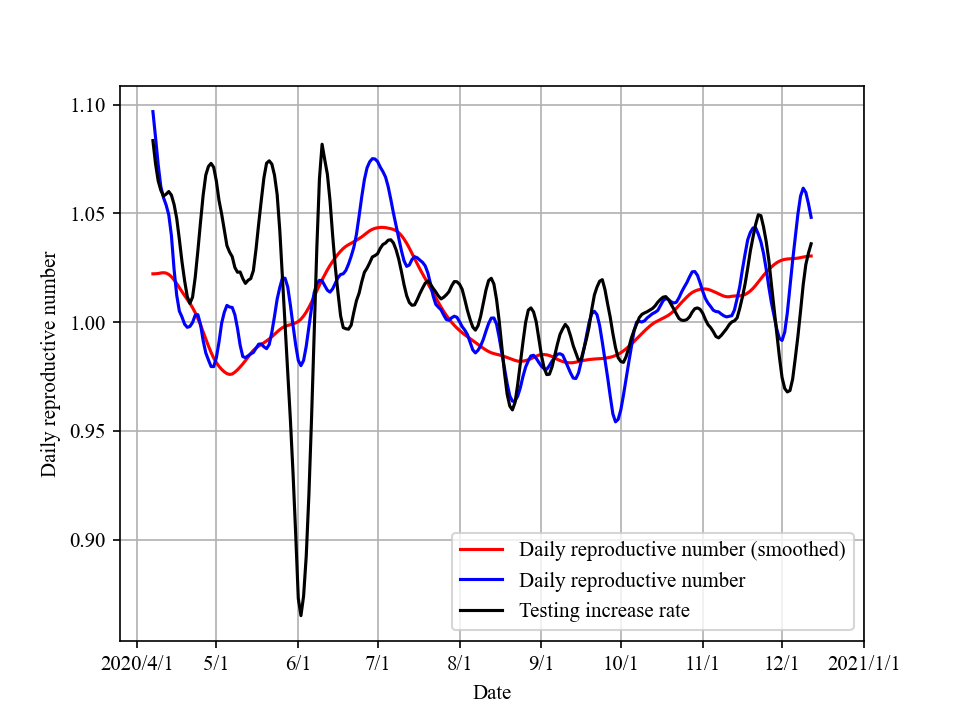 1.10
1.05
1.00
0.95
0.90
Daily reproductive number
Daily reproductive number (smoothed)
Daily reproductive number
Testing increase rate
2020/4/1 5/1 6/1 7/1 8/1 9/1 10/1 11/1 12/1 2021/1/1
Date